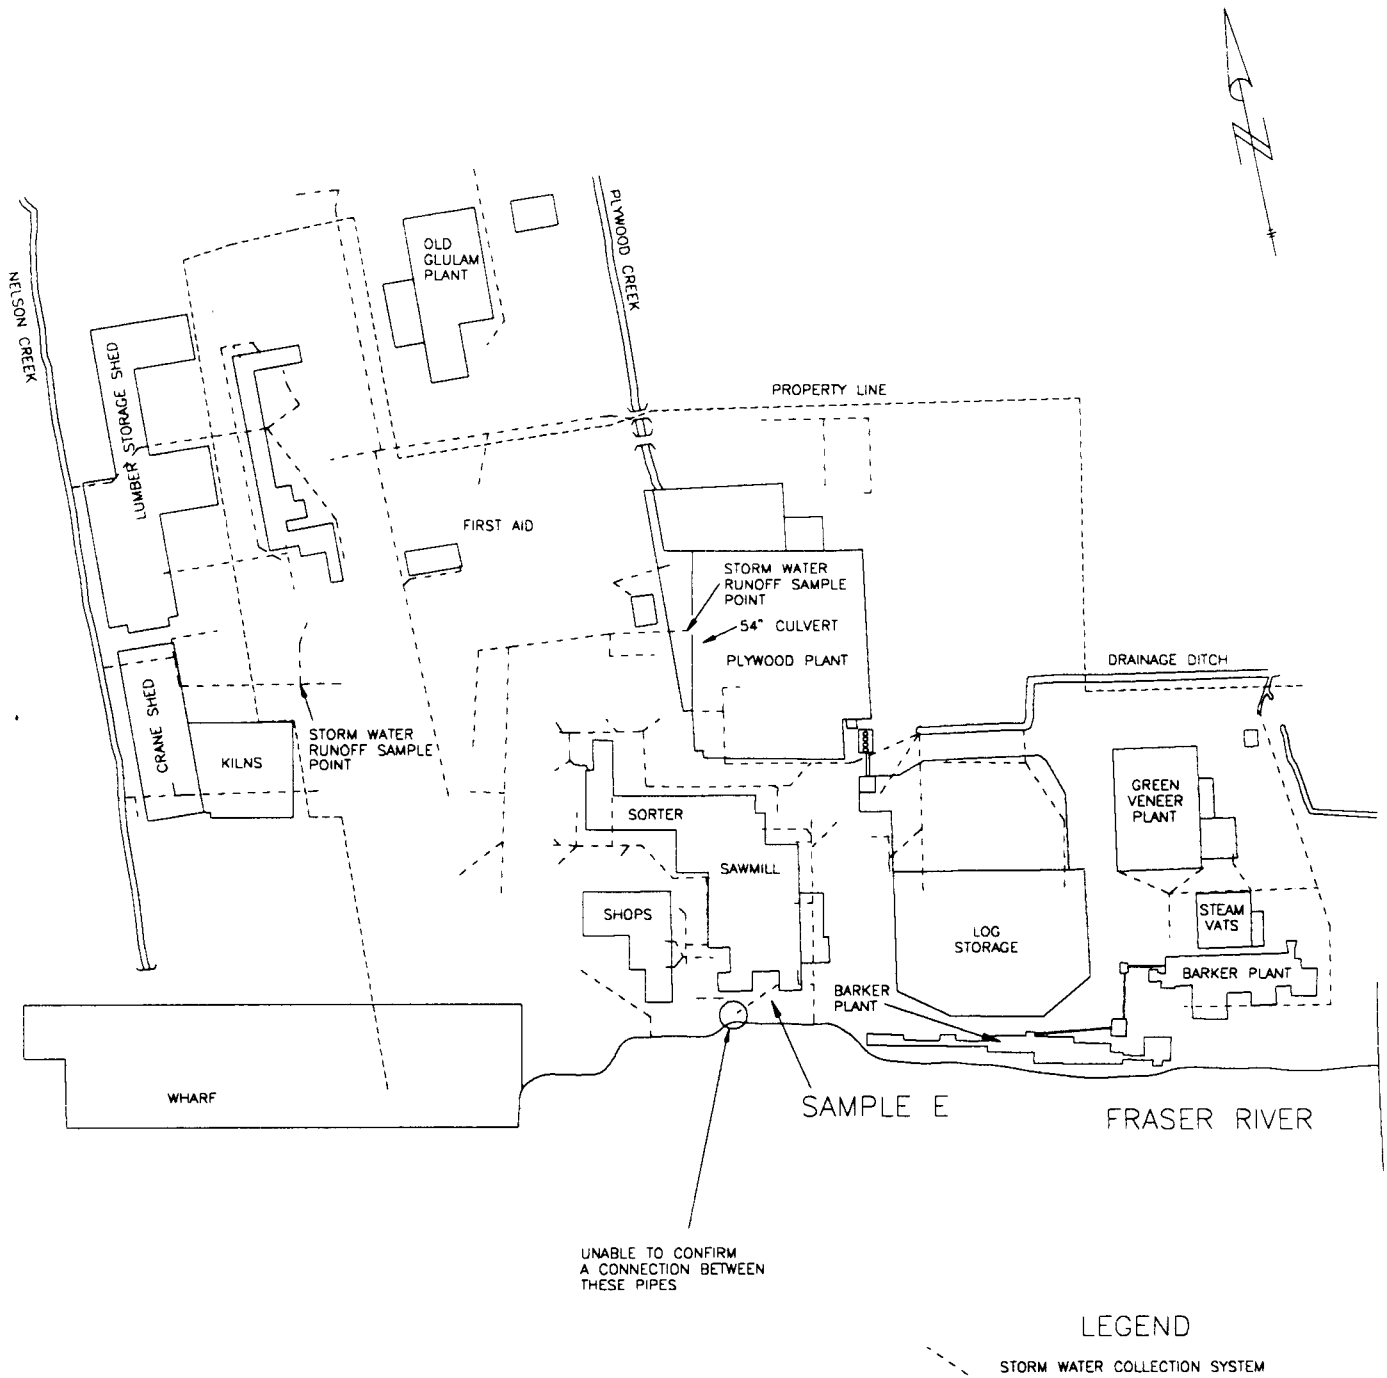 N
PLYWOOD CREEK
OLD
GLULAM
PLANT
NELSON CREEK
LUMBER STORAGE SHED
PROPERTY LINE
FIRST AID
STORM WATER
RUNOFF SAMPLE
POINT
54" CULVERT
PLYWOOD PLANT
DRAINAGE DITCH
CRANE SHED
KILNS
STORM WATER
RUNOFF SAMPLE
POINT
SORTER
SAWMILL
GREEN
VENEER
PLANT
SHOPS
LOG
STORAGE
STEAM
VATS
BARKER PLANT
BARKER
PLANT
WHARF
SAMPLE E
FRASER RIVER
UNABLE TO CONFIRM
A CONNECTION BETWEEN
THESE PIPES
LEGEND
STORM WATER COLLECTION SYSTEM